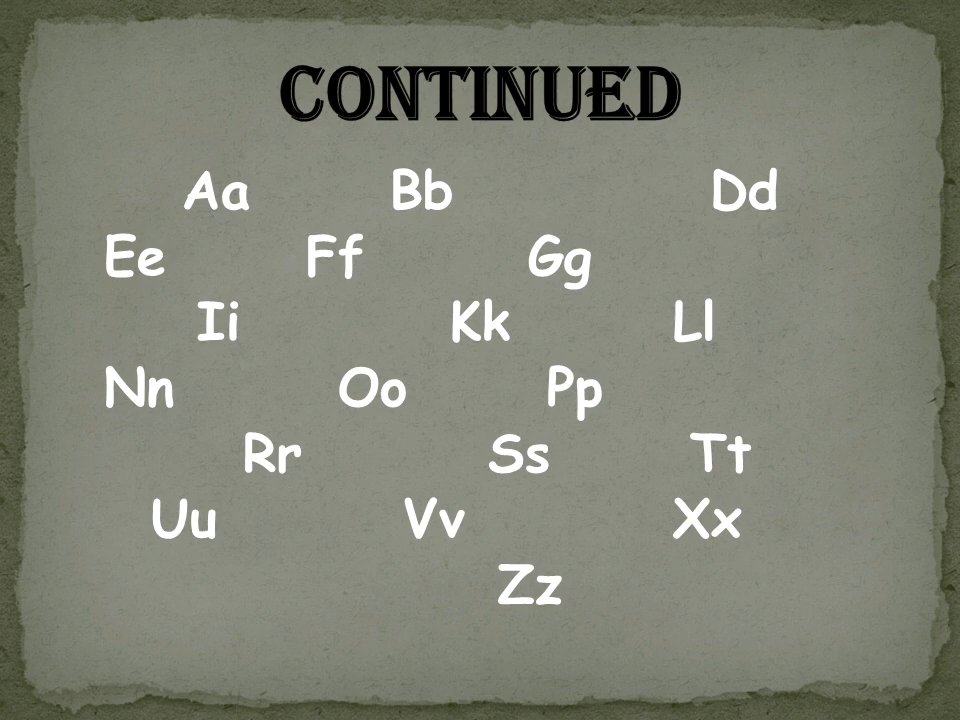 CONTINUED
Aa Bb Dd
Ee Ff Gg
Ii Kk Ll
Nn Oo Pp
Rr Ss Tt
Uu Vv Xx
Zz